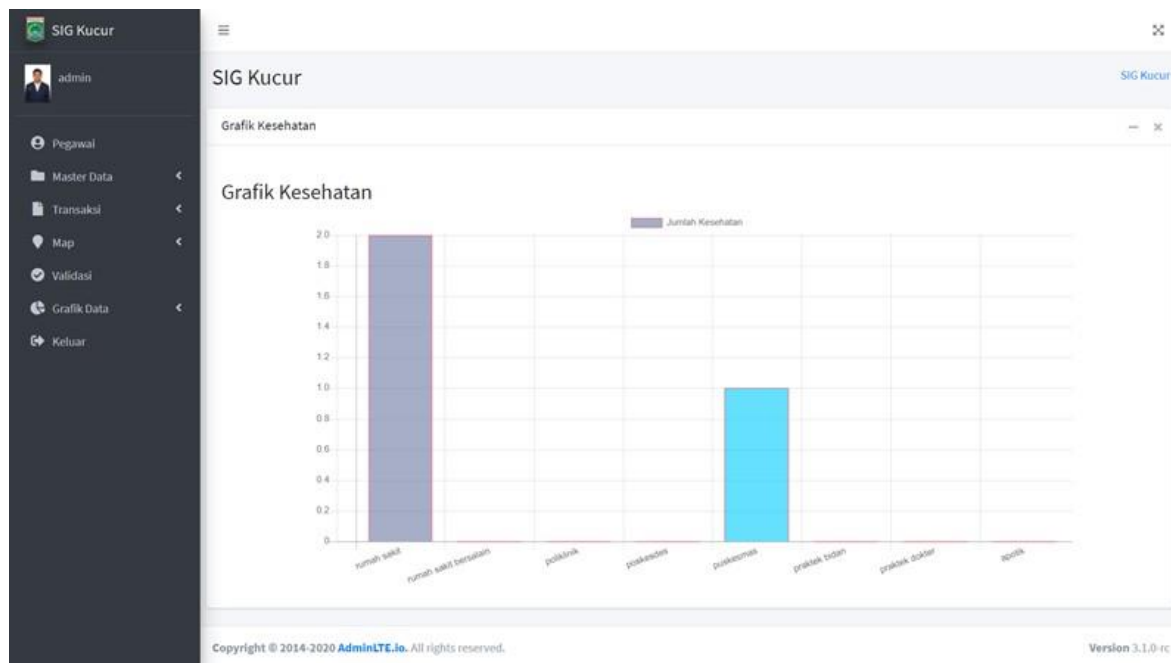 SIG Kucur
admin
Pegawai
Master Data
Transaksi
Map
Validasi
Grafik Data
Keluar
SIG Kucur
SIG Kucur
Grafik Kesehatan
Grafik Kesehatan
Jumlah Kesehatan
2.0
1.8
1.6
1.4
1.2
1.0
0.8
0.6
0.4
0.2
0
rumah sakit
rumah sakit bersalain
poliklinik
poskesdes
puskesmas
praktek bidan
praktek dokter
apotik
Copyright © 2014-2020 AdminLTE.io. All rights reserved.
Version 3.1.0-rc